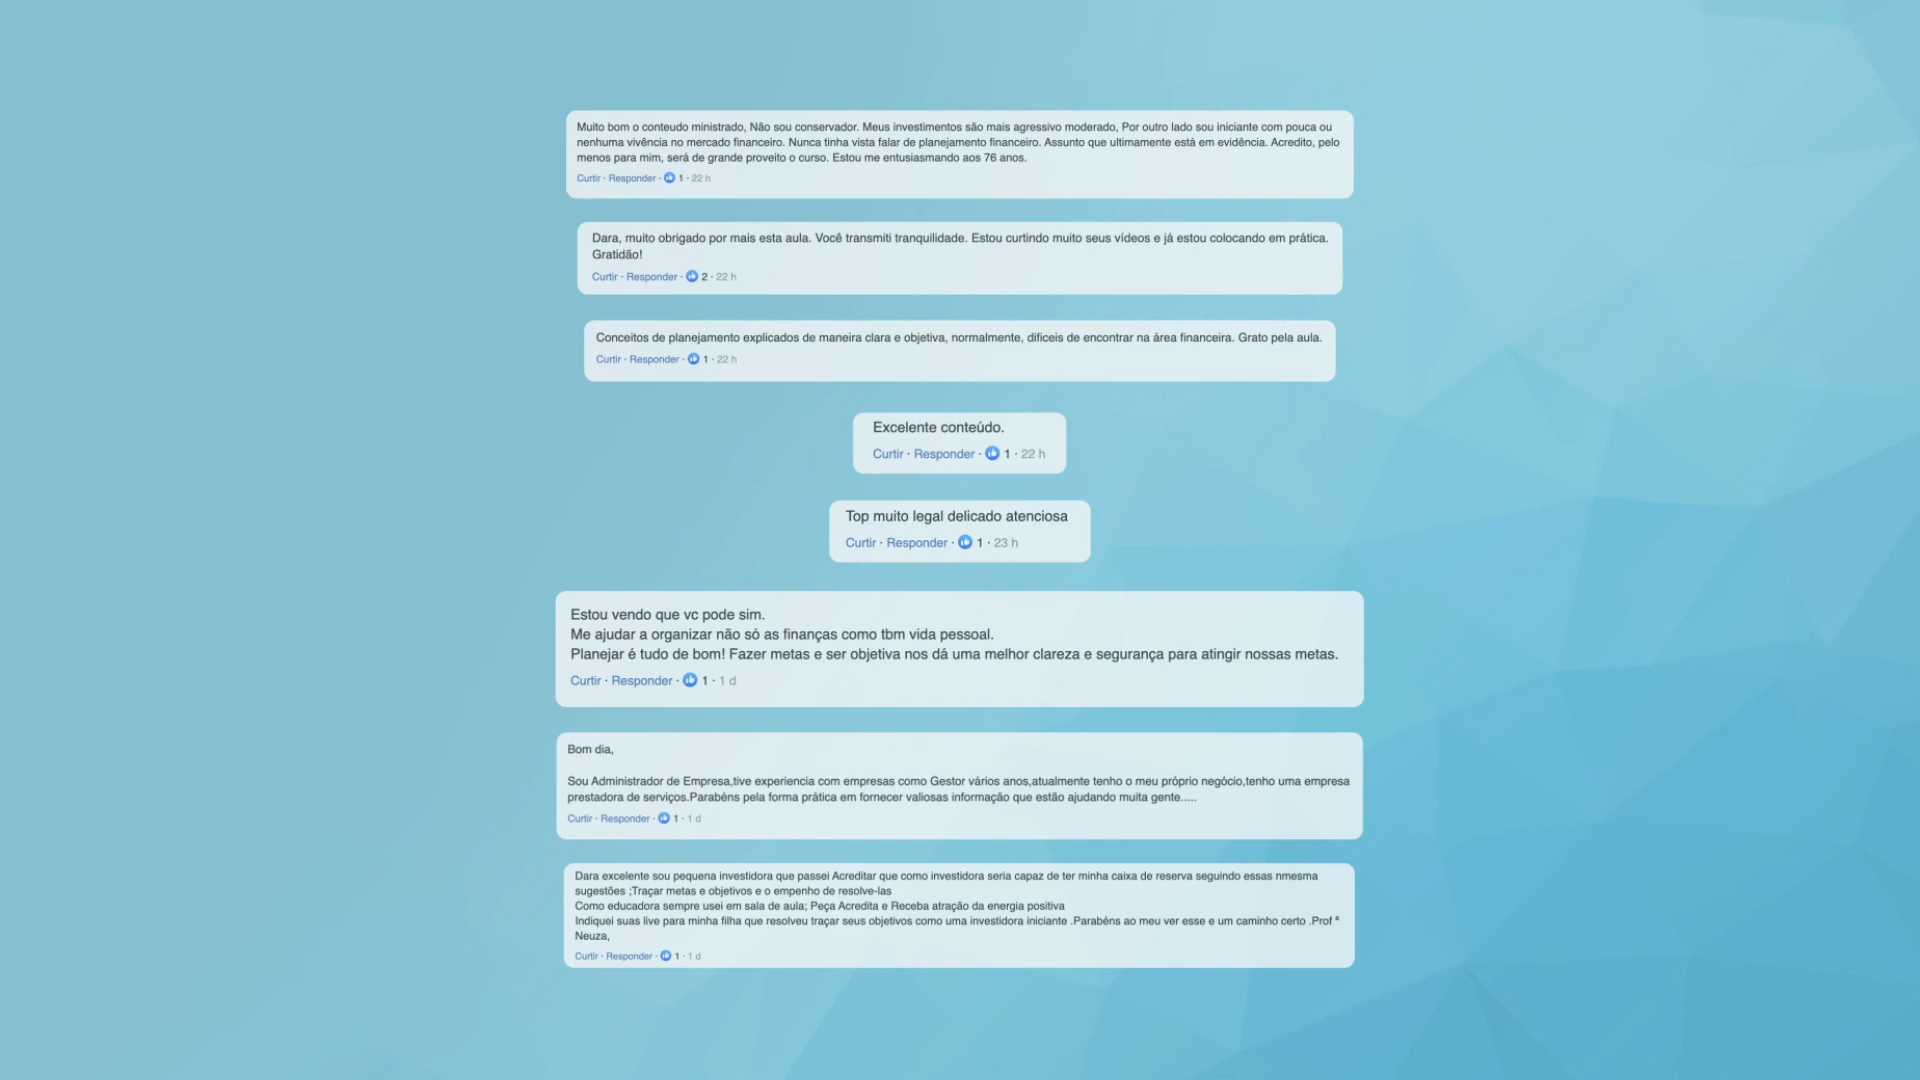 Muito bom o conteudo ministrado, Não sou conservador. Meus investimentos são mais agressivo moderado, Por outro lado sou iniciante com pouca ou
nenhuma vivência no mercado financeiro. Nunca tinha vista falar de planejamento financeiro. Assunto que ultimamente está em evidência. Acredito, pelo
menos para mim, será de grande proveito o curso. Estou me entusiasmando aos 76 anos.
Curtir · Responder · 1 · 22 h
Dara, muito obrigado por mais esta aula. Você transmiti tranquilidade. Estou curtindo muito seus vídeos e já estou colocando em prática.
Gratidão!
Curtir · Responder · 2 · 22 h
Conceitos de planejamento explicados de maneira clara e objetiva, normalmente, dificeis de encontrar na área financeira. Grato pela aula.
Curtir · Responder · 1 · 22 h
Excelente conteúdo.
Curtir · Responder · 1 · 22 h
Top muito legal delicado atenciosa
Curtir · Responder · 1 · 23 h
Estou vendo que vc pode sim.
Me ajudar a organizar não só as finanças como tbm vida pessoal.
Planejar é tudo de bom! Fazer metas e ser objetiva nos dá uma melhor clareza e segurança para atingir nossas metas.
Curtir · Responder · 1 · 1 d
Bom dia,
Sou Administrador de Empresa,tive experiencia com empresas como Gestor vários anos,atualmente tenho o meu próprio negócio,tenho uma empresa
prestadora de serviços.Parabéns pela forma prática em fornecer valiosas informação que estão ajudando muita gente.....
Curtir · Responder · 1 · 1 d
Dara excelente sou pequena investidora que passei Acreditar que como investidora seria capaz de ter minha caixa de reserva seguindo essas nmesma
sugestões ;Traçar metas e objetivos e o empenho de resolve-las
Como educadora sempre usei em sala de aula; Peça Acredita e Receba atração da energia positiva
Indiquei suas live para minha filha que resolveu traçar seus objetivos como uma investidora iniciante .Parabéns ao meu ver esse e um caminho certo .Prof ª
Neuza,
Curtir · Responder · 1 · 1 d